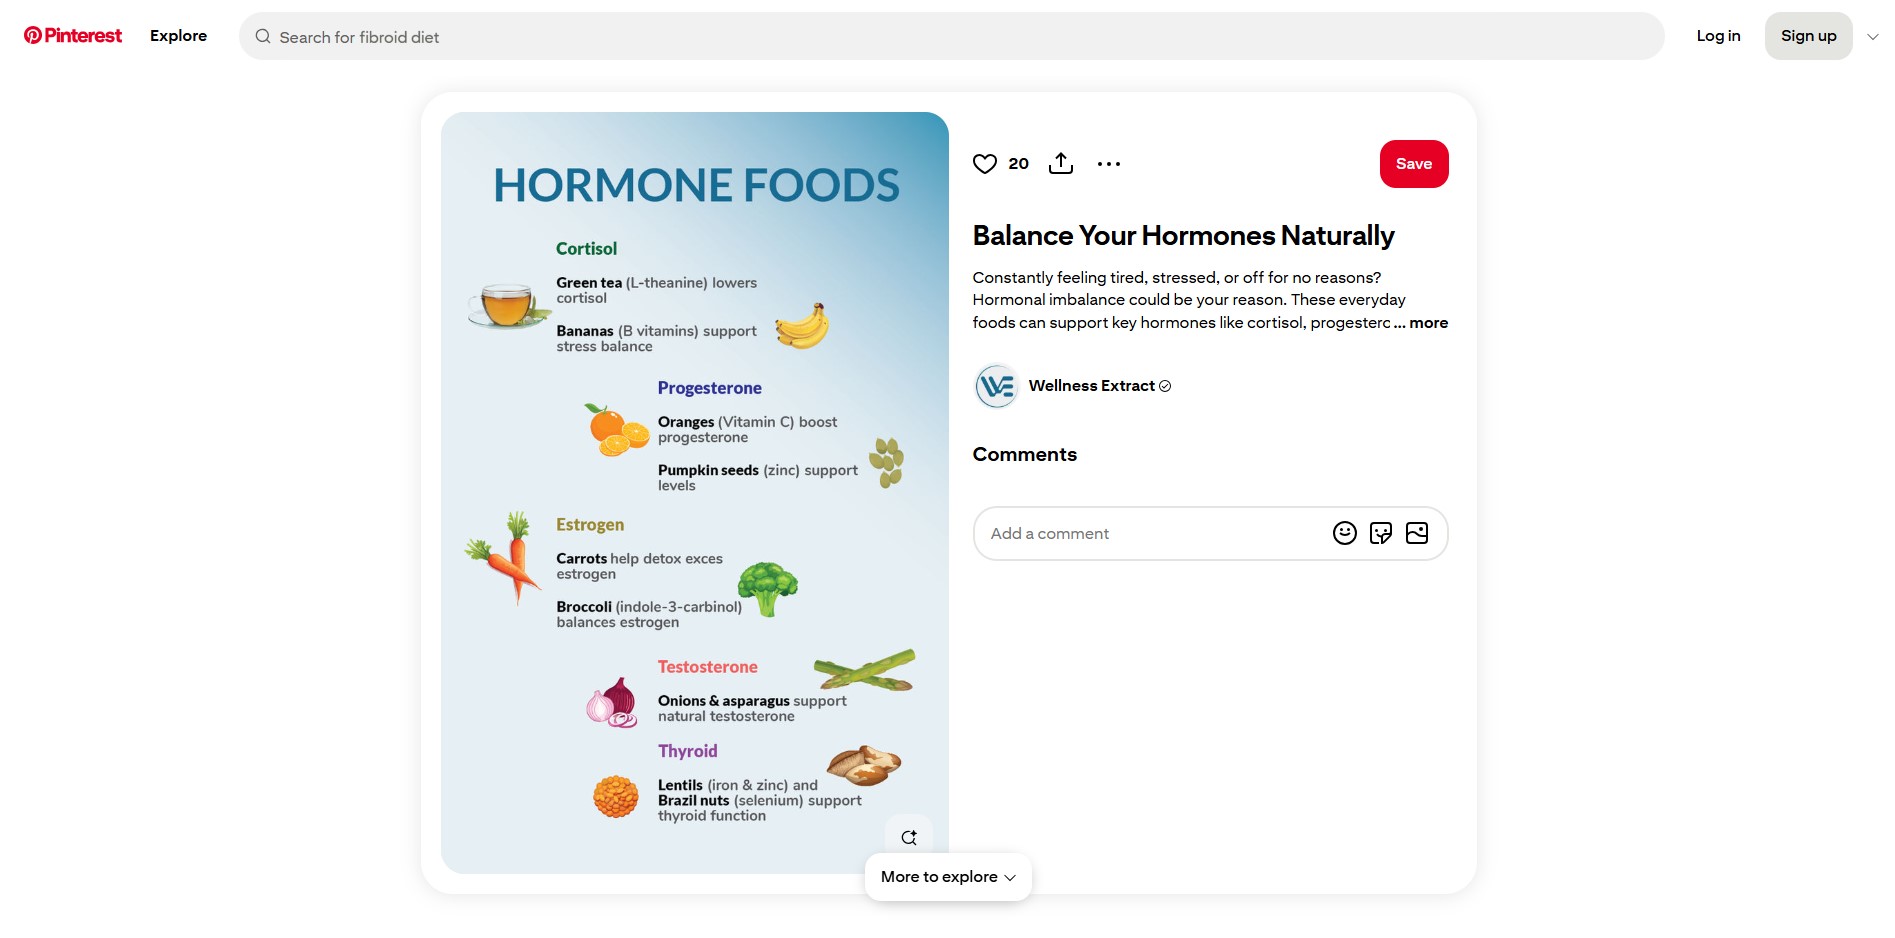 Pinterest
Explore
Search for fibroid diet
Log in
Sign up
HORMONE FOODS
Cortisol
Green tea (L-theanine) lowers
cortisol
Bananas (B vitamins) support
stress balance
Progesterone
Oranges (Vitamin C) boost
progesterone
Pumpkin seeds (zinc) support
levels
Estrogen
Carrots help detox exces
estrogen
Broccoli (indole-3-carbinol)
balances estrogen
Testosterone
Onions & asparagus support
natural testosterone
Thyroid
Lentils (iron & zinc) and
Brazil nuts (selenium) support
thyroid function
20
Save
Balance Your Hormones Naturally
Constantly feeling tired, stressed, or off for no reasons?
Hormonal imbalance could be your reason. These everyday
foods can support key hormones like cortisol, progesterc ... more
WE
Wellness Extract
Comments
Add a comment
More to explore